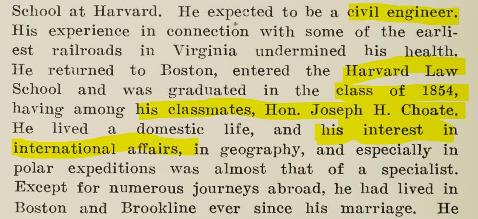 School at Harvard. He expected to be a civil engineer.
His experience in connection with some of the earli-
est railroads in Virginia undermined his health.
He returned to Boston, entered the Harvard Law
School and was graduated in the class of 1854,
having among his classmates, Hon. Joseph H. Choate.
He lived a domestic life, and his interest in
international affairs, in geography, and especially in
polar expeditions was almost that of a specialist.
Except for numerous journeys abroad, he had lived in
Boston and Brookline ever since his marriage. He